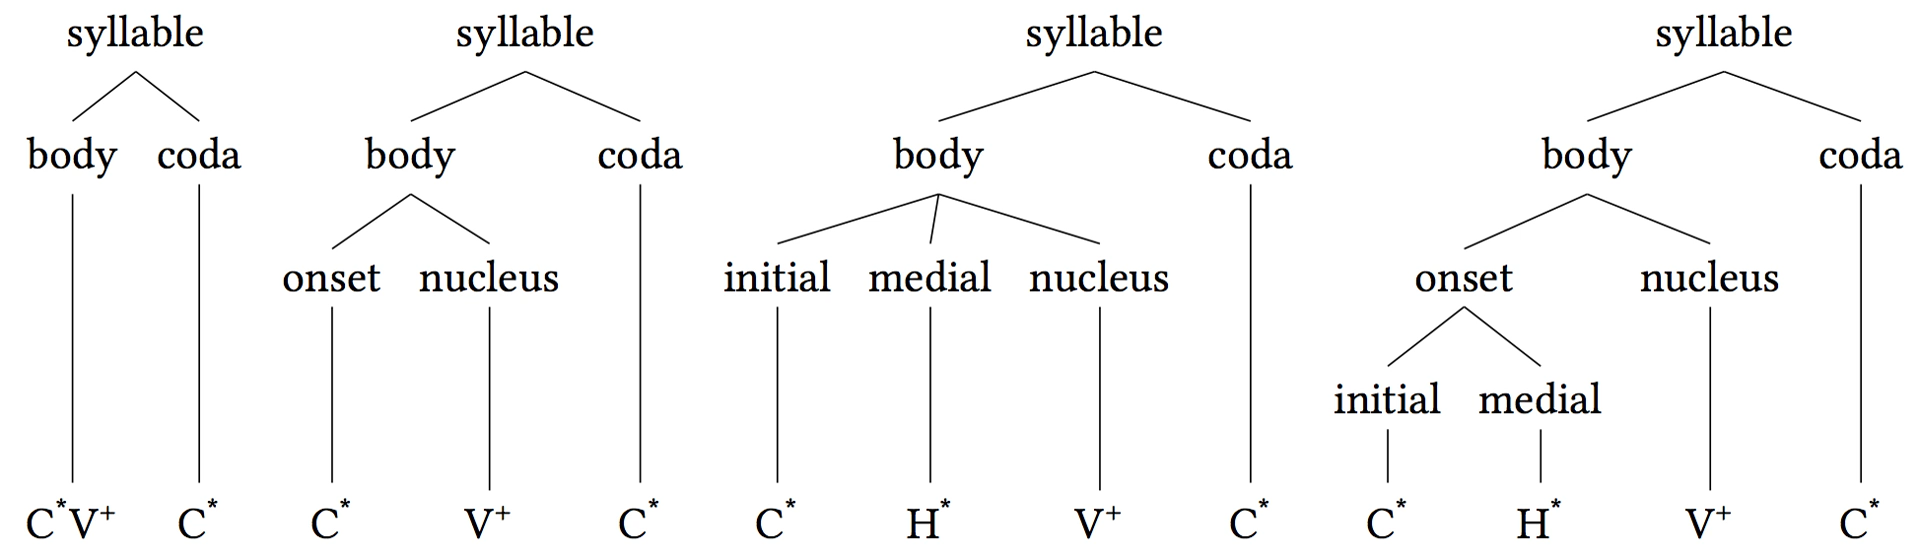 syllable syllable syllable syllable
body coda body coda body coda body coda
onset nucleus initial medial nucleus onset nucleus
initial medial
C*V+ C* C* V+ C* C* H* V+ C* C* H* V+ C*